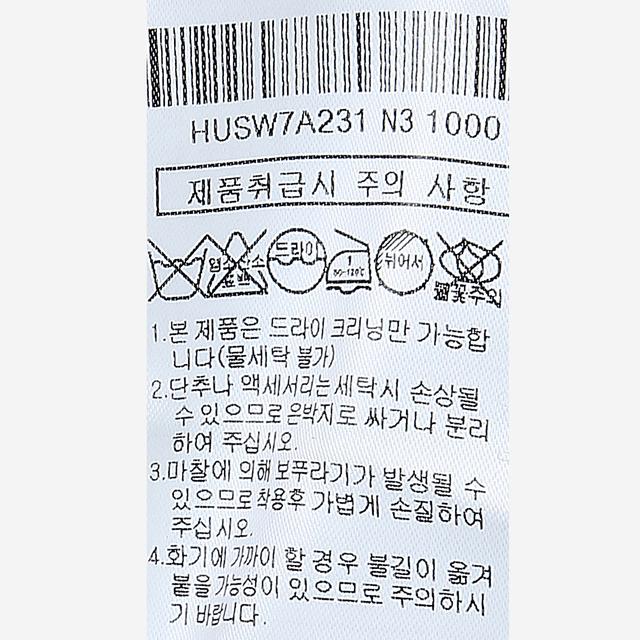 HUSW7A231 N3 1000
제품취급시 주의 사항
염소산소 드라이 1 뉘어서
표백 80~120℃ 주의
1.본 제품은 드라이 크리닝만 가능합
니다(물세탁 불가)
2.단추나 액세서리는 세탁시 손상될
수 있으므로 은박지로 싸거나 분리
하여 주십시오.
3.마찰에 의해 보푸라기가 발생될 수
있으므로 착용후 가볍게 손질하여
주십시오.
4.화기에 가까이 할 경우 불길이 옮겨
붙을 가능성이 있으므로 주의하시
기 바랍니다.